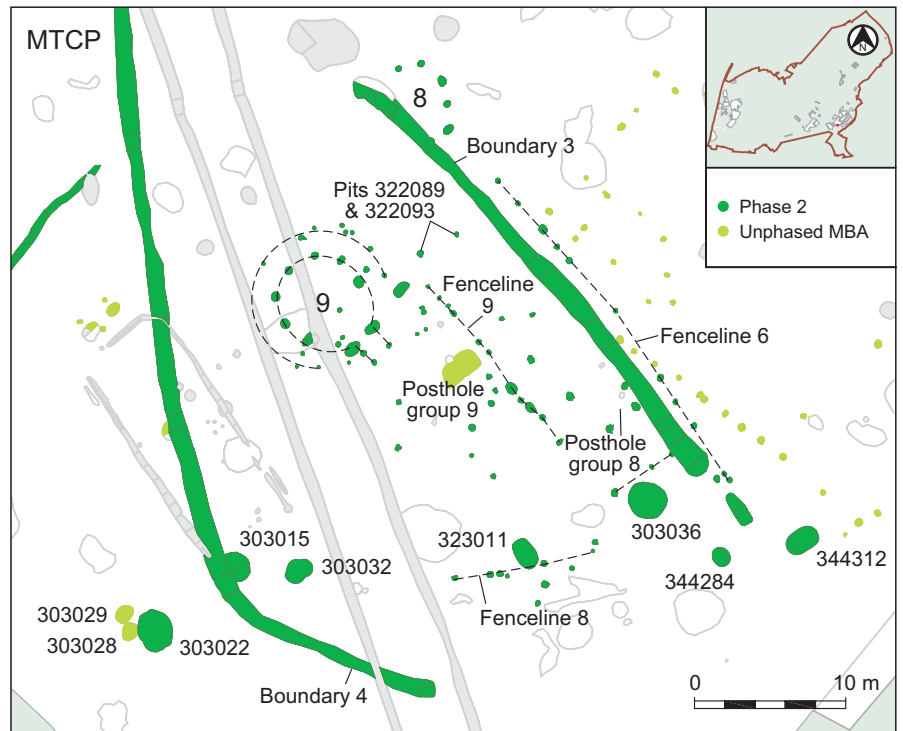 MTCP
N
8
Boundary 3
Pits 322089
& 322093
Phase 2
Unphased MBA
Fenceline
9
9
Fenceline 6
Posthole
group 9
Posthole
group 8
303015
303032
323011
303036
344284
344312
303029
303028
303022
Fenceline 8
Boundary 4
0
10 m